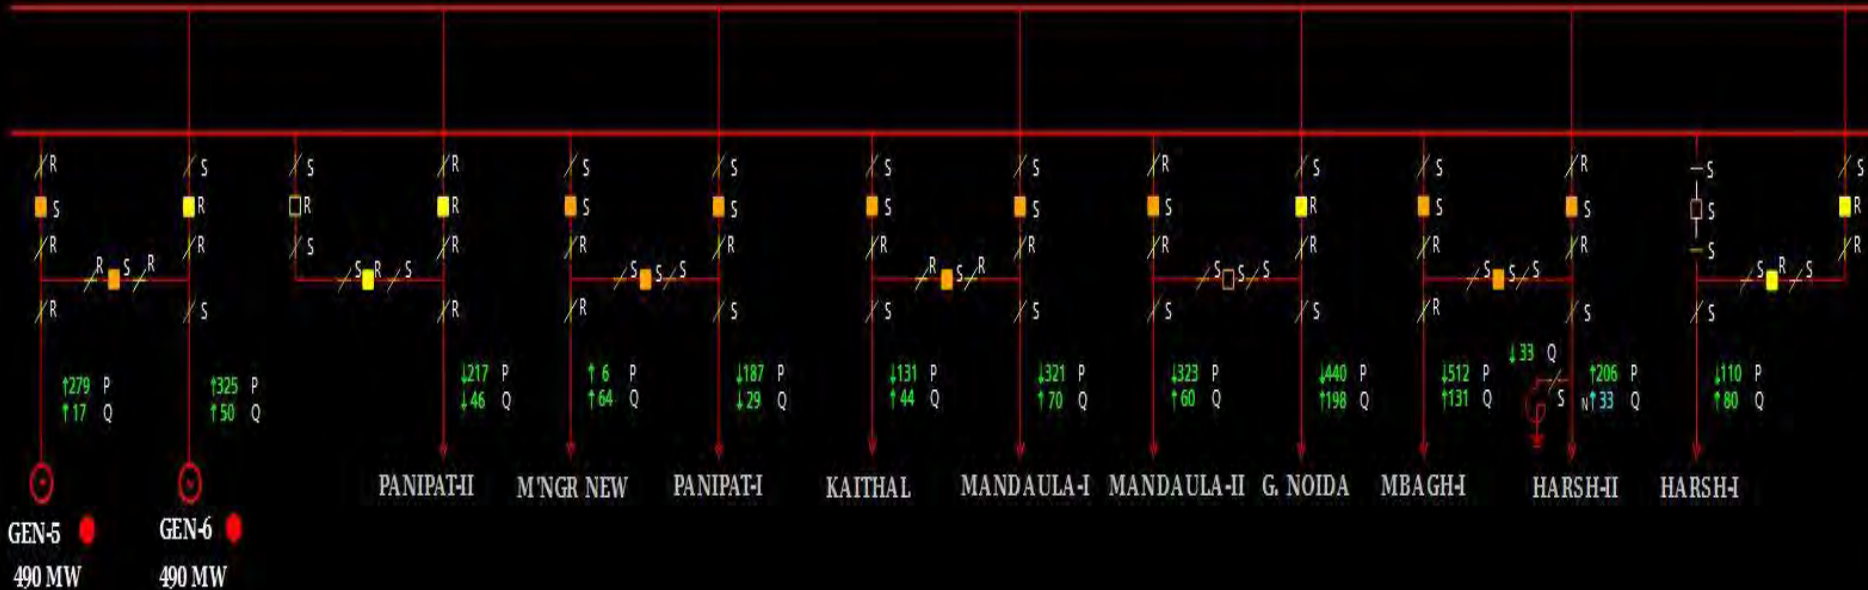 R S S R S S S S R S S R S S
S R R R S S S S S R S S S R
R R S R R R R R R R R R S R
R S R S R S S S S R S R S S S S S S S S R S
R S R R S S S R S S
↓33 Q
↑279 P ↑325 P ↓217 P ↑6 P ↓187 P ↓131 P ↓321 P ↓323 P ↓440 P ↓512 P ↑206 P ↓110 P
↑17 Q ↑50 Q ↓46 Q ↑64 Q ↓29 Q ↑44 Q ↑70 Q ↑60 Q ↑198 Q ↑131 Q S N↑33 Q ↑80 Q
PANIPAT-II M'NGR NEW PANIPAT-I KAITHAL MANDAULA-I MANDAULA-II G. NOIDA MBAGH-I HARSH-II HARSH-I
GEN-5 GEN-6
490 MW 490 MW